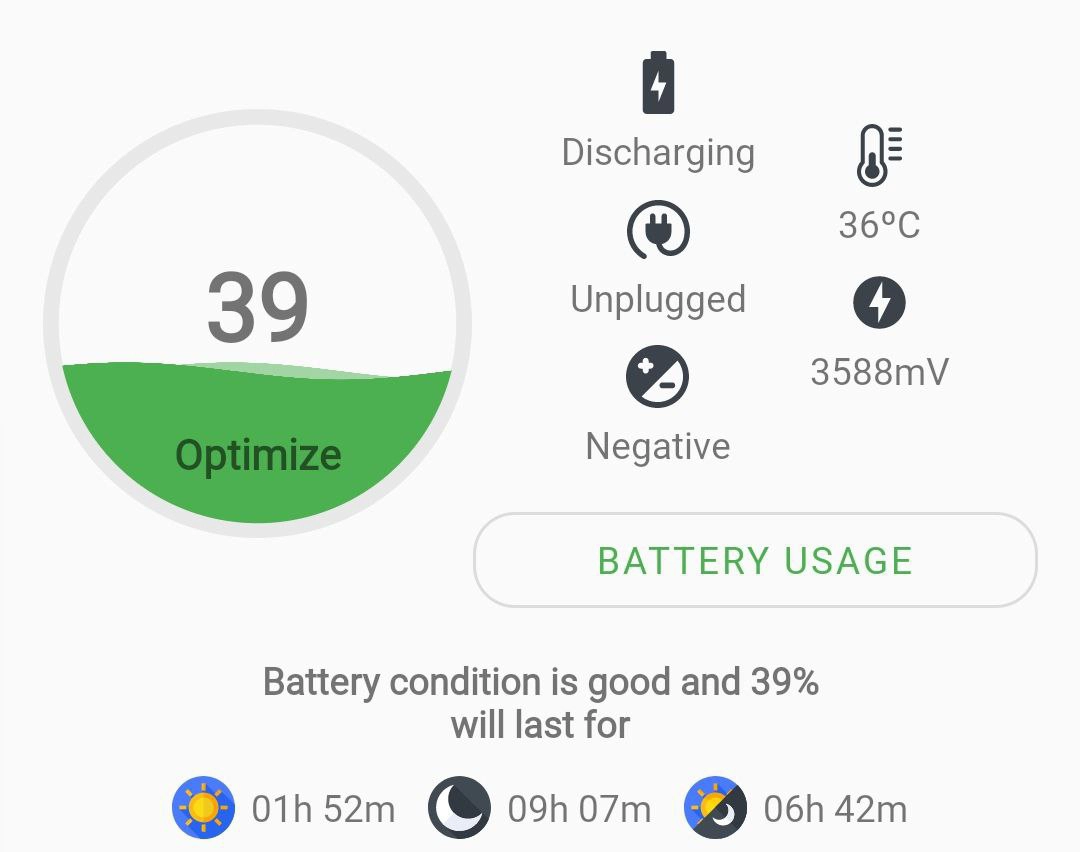 39
Optimize
Discharging
Unplugged
Negative
36ºC
3588mV
BATTERY USAGE
Battery condition is good and 39%
will last for
01h 52m 09h 07m 06h 42m